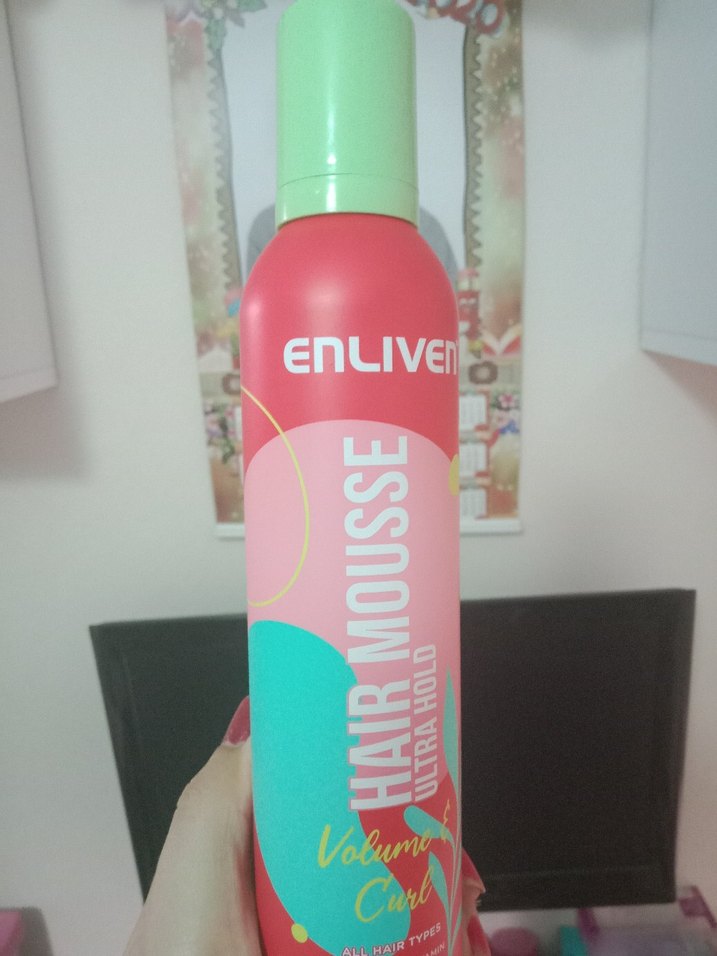 ENLIVEN
HAIR MOUSSE
ULTRA HOLD
Volume &
Curl
ALL HAIR TYPES